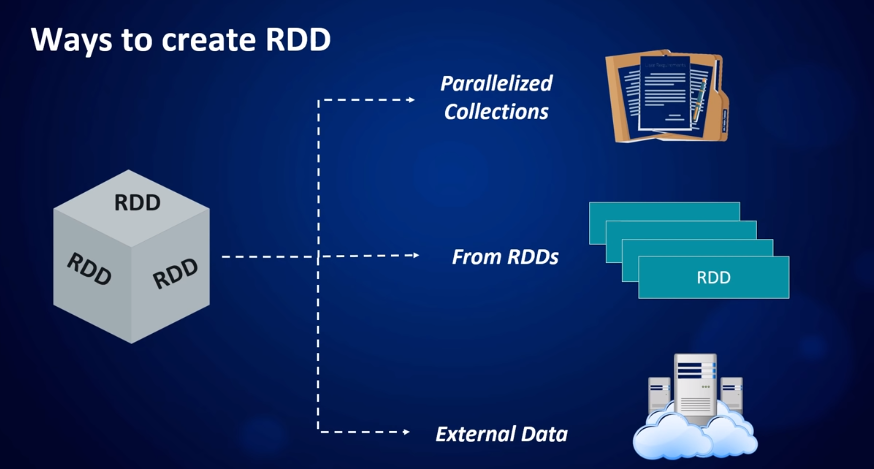 Ways to create RDD
Parallelized
Collections
RDD
RDD
RDD
From RDDs
RDD
External Data